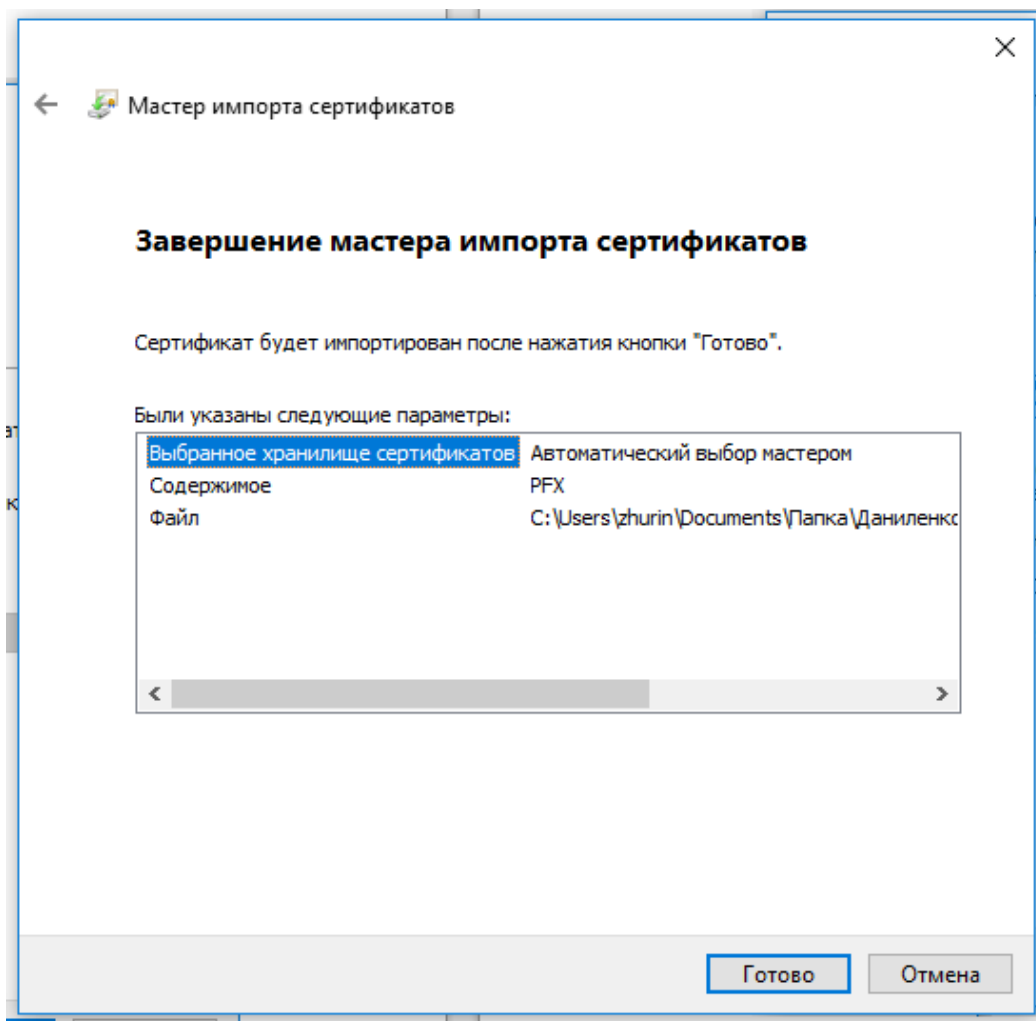 Мастер импорта сертификатов
Завершение мастера импорта сертификатов
Сертификат будет импортирован после нажатия кнопки "Готово".
Были указаны следующие параметры:
Выбранное хранилище сертификатов Автоматический выбор мастером
Содержимое PFX
Файл C:\Users\zhurin\Documents\Папка\Даниленко
Готово Отмена